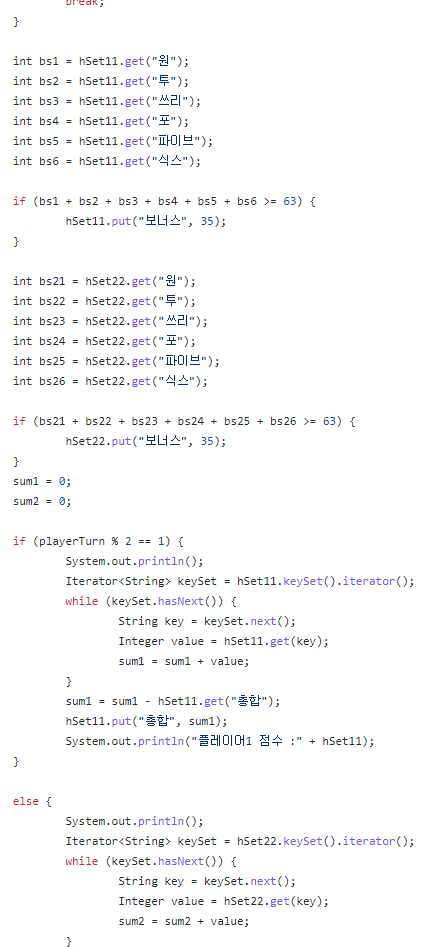 break;
}
int bs1 = hSet11.get("원");
int bs2 = hSet11.get("투");
int bs3 = hSet11.get("쓰리");
int bs4 = hSet11.get("포");
int bs5 = hSet11.get("파이브");
int bs6 = hSet11.get("식스");
if (bs1 + bs2 + bs3 + bs4 + bs5 + bs6 >= 63) {
hSet11.put("보너스", 35);
}
int bs21 = hSet22.get("원");
int bs22 = hSet22.get("투");
int bs23 = hSet22.get("쓰리");
int bs24 = hSet22.get("포");
int bs25 = hSet22.get("파이브");
int bs26 = hSet22.get("식스");
if (bs21 + bs22 + bs23 + bs24 + bs25 + bs26 >= 63) {
hSet22.put("보너스", 35);
}
sum1 = 0;
sum2 = 0;
if (playerTurn % 2 == 1) {
System.out.println();
Iterator<String> keySet = hSet11.keySet().iterator();
while (keySet.hasNext()) {
String key = keySet.next();
Integer value = hSet11.get(key);
sum1 = sum1 + value;
}
sum1 = sum1 - hSet11.get("총합");
hSet11.put("총합", sum1);
System.out.println("플레이어1 점수 :" + hSet11);
}
else {
System.out.println();
Iterator<String> keySet = hSet22.keySet().iterator();
while (keySet.hasNext()) {
String key = keySet.next();
Integer value = hSet22.get(key);
sum2 = sum2 + value;
}